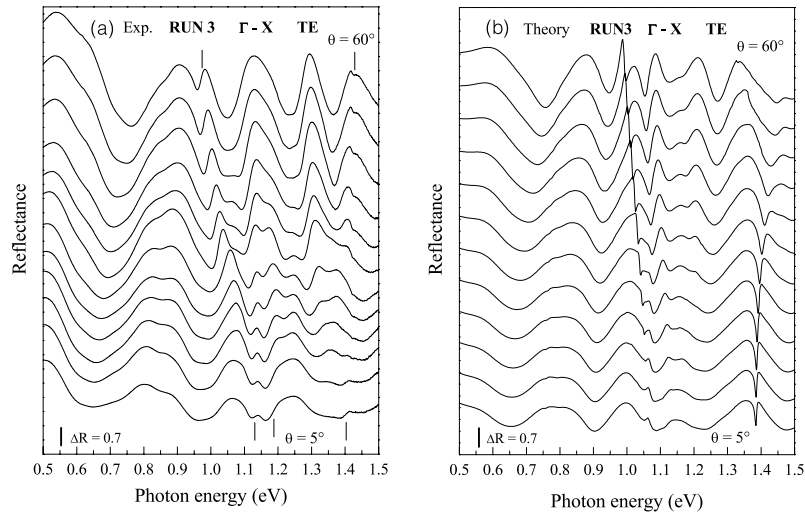 (a) Exp. RUN 3 Γ - X TE
θ = 60°
Reflectance
ΔR = 0.7
θ = 5°
0.5 0.6 0.7 0.8 0.9 1.0 1.1 1.2 1.3 1.4 1.5
Photon energy (eV)
(b) Theory RUN3 Γ - X TE
θ = 60°
Reflectance
ΔR = 0.7
θ = 5°
0.5 0.6 0.7 0.8 0.9 1.0 1.1 1.2 1.3 1.4 1.5
Photon energy (eV)